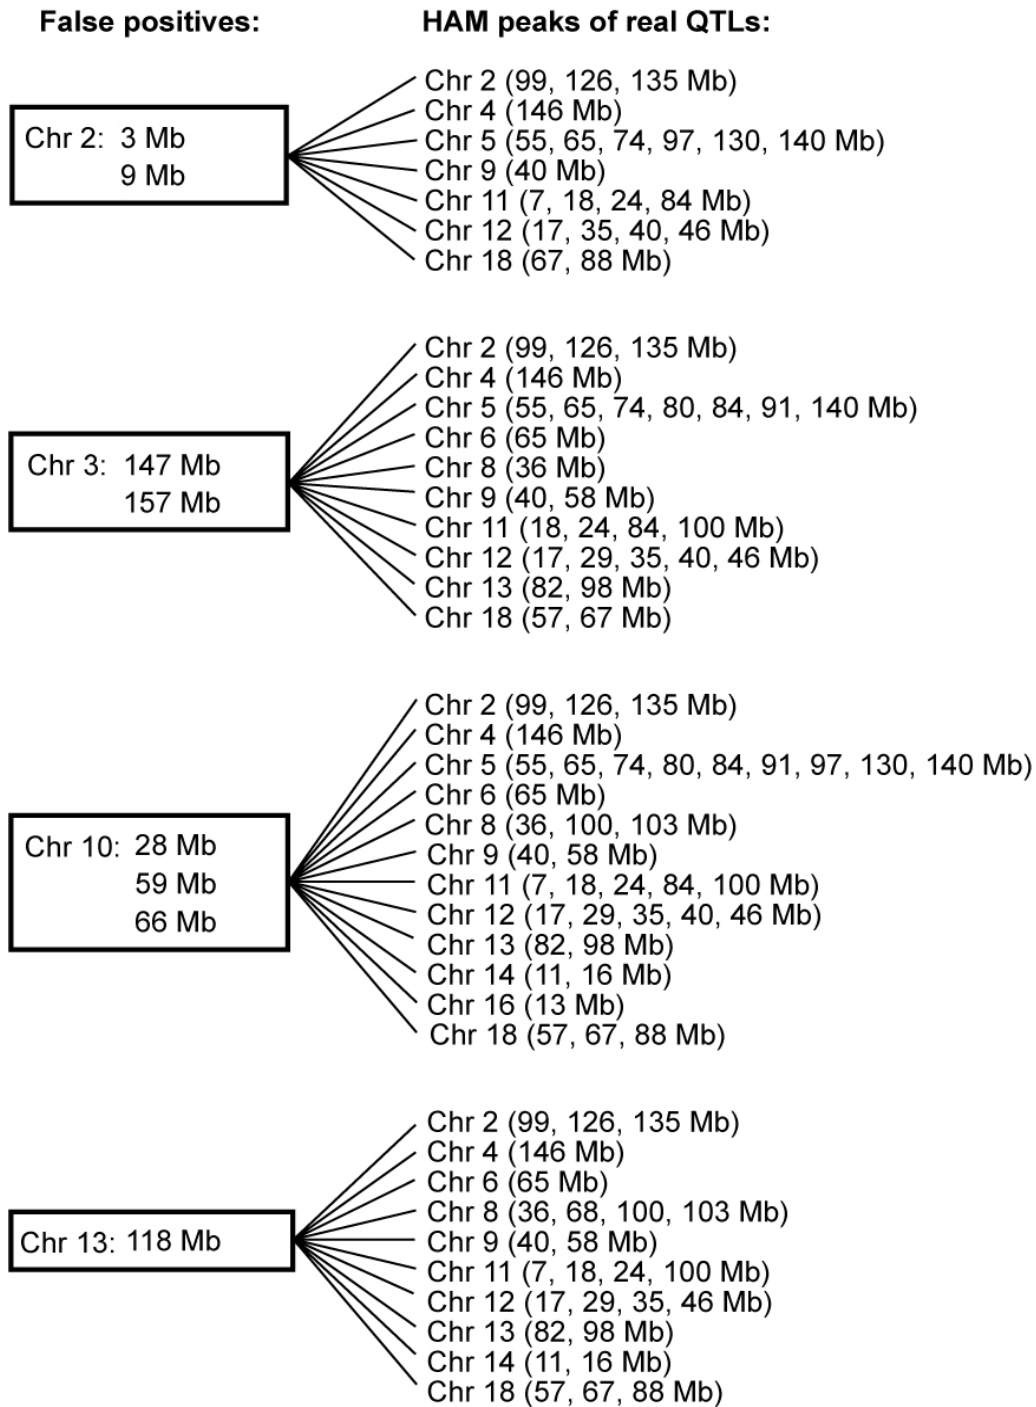 False positives:
HAM peaks of real QTLs:
Chr 2: 3 Mb
9 Mb
Chr 2 (99, 126, 135 Mb)
Chr 4 (146 Mb)
Chr 5 (55, 65, 74, 97, 130, 140 Mb)
Chr 9 (40 Mb)
Chr 11 (7, 18, 24, 84 Mb)
Chr 12 (17, 35, 40, 46 Mb)
Chr 18 (67, 88 Mb)
Chr 3: 147 Mb
157 Mb
Chr 2 (99, 126, 135 Mb)
Chr 4 (146 Mb)
Chr 5 (55, 65, 74, 80, 84, 91, 140 Mb)
Chr 6 (65 Mb)
Chr 8 (36 Mb)
Chr 9 (40, 58 Mb)
Chr 11 (18, 24, 84, 100 Mb)
Chr 12 (17, 29, 35, 40, 46 Mb)
Chr 13 (82, 98 Mb)
Chr 18 (57, 67 Mb)
Chr 10: 28 Mb
59 Mb
66 Mb
Chr 2 (99, 126, 135 Mb)
Chr 4 (146 Mb)
Chr 5 (55, 65, 74, 80, 84, 91, 97, 130, 140 Mb)
Chr 6 (65 Mb)
Chr 8 (36, 100, 103 Mb)
Chr 9 (40, 58 Mb)
Chr 11 (7, 18, 24, 84, 100 Mb)
Chr 12 (17, 29, 35, 40, 46 Mb)
Chr 13 (82, 98 Mb)
Chr 14 (11, 16 Mb)
Chr 16 (13 Mb)
Chr 18 (57, 67, 88 Mb)
Chr 13: 118 Mb
Chr 2 (99, 126, 135 Mb)
Chr 4 (146 Mb)
Chr 6 (65 Mb)
Chr 8 (36, 68, 100, 103 Mb)
Chr 9 (40, 58 Mb)
Chr 11 (7, 18, 24, 100 Mb)
Chr 12 (17, 29, 35, 46 Mb)
Chr 13 (82, 98 Mb)
Chr 14 (11, 16 Mb)
Chr 18 (57, 67, 88 Mb)